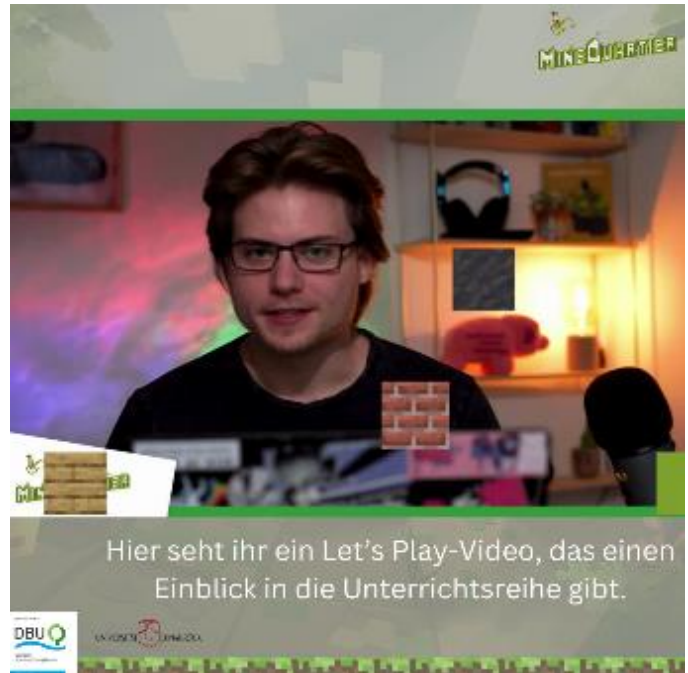 MINEQUARTIER
Hier seht ihr ein Let's Play-Video, das einen
Einblick in die Unterrichtsreihe gibt.
DBU